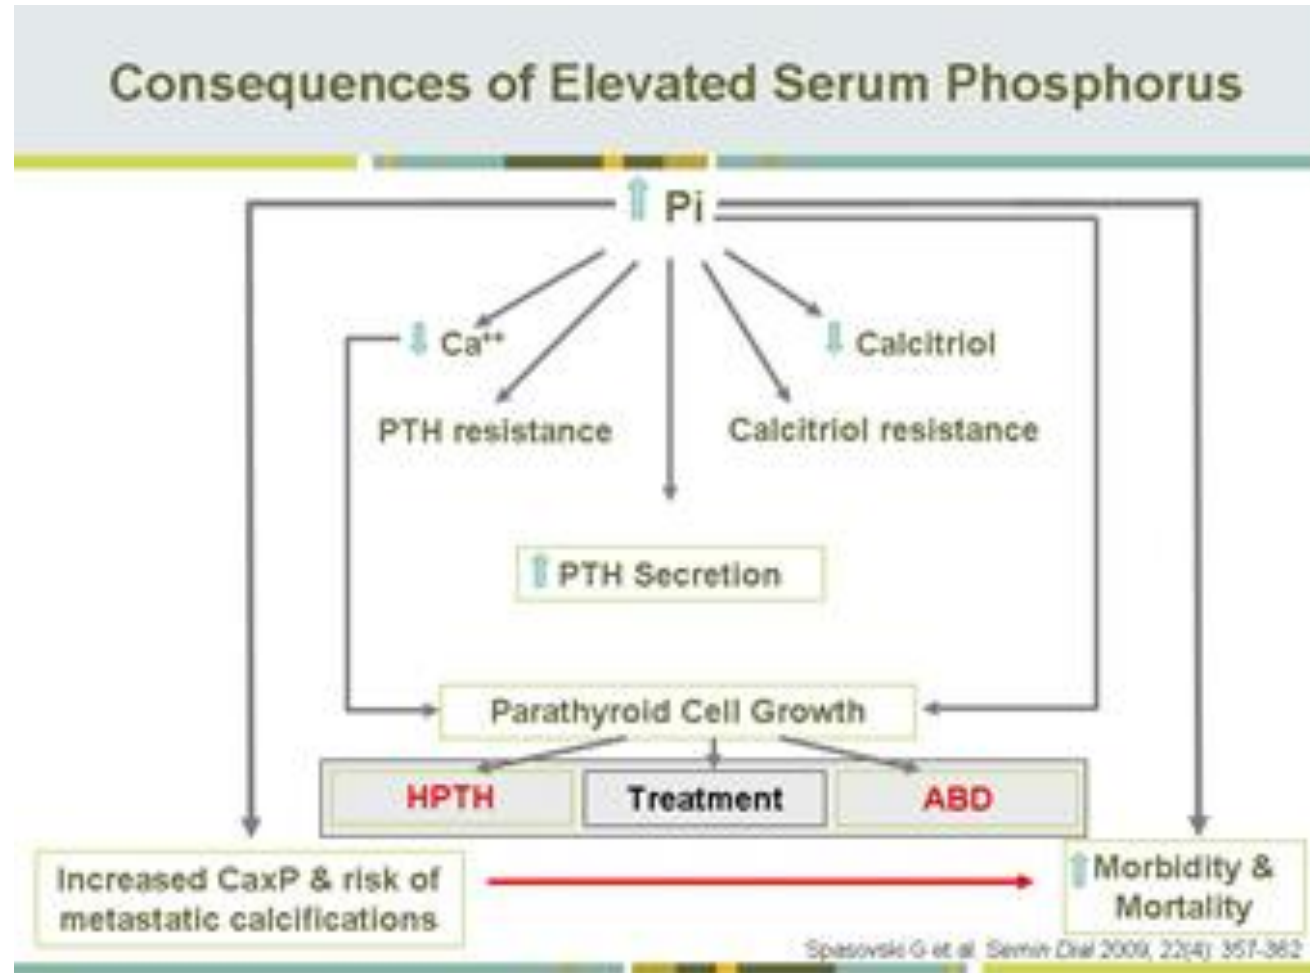 Consequences of Elevated Serum Phosphorus
Pi
Ca++
Calcitriol
PTH resistance
Calcitriol resistance
PTH Secretion
Parathyroid Cell Growth
HPTH
Treatment
ABD
Increased CaxP & risk of
metastatic calcifications
Morbidity &
Mortality
Spasovski G et al. Semin Dial 2009, 22(4): 357-362